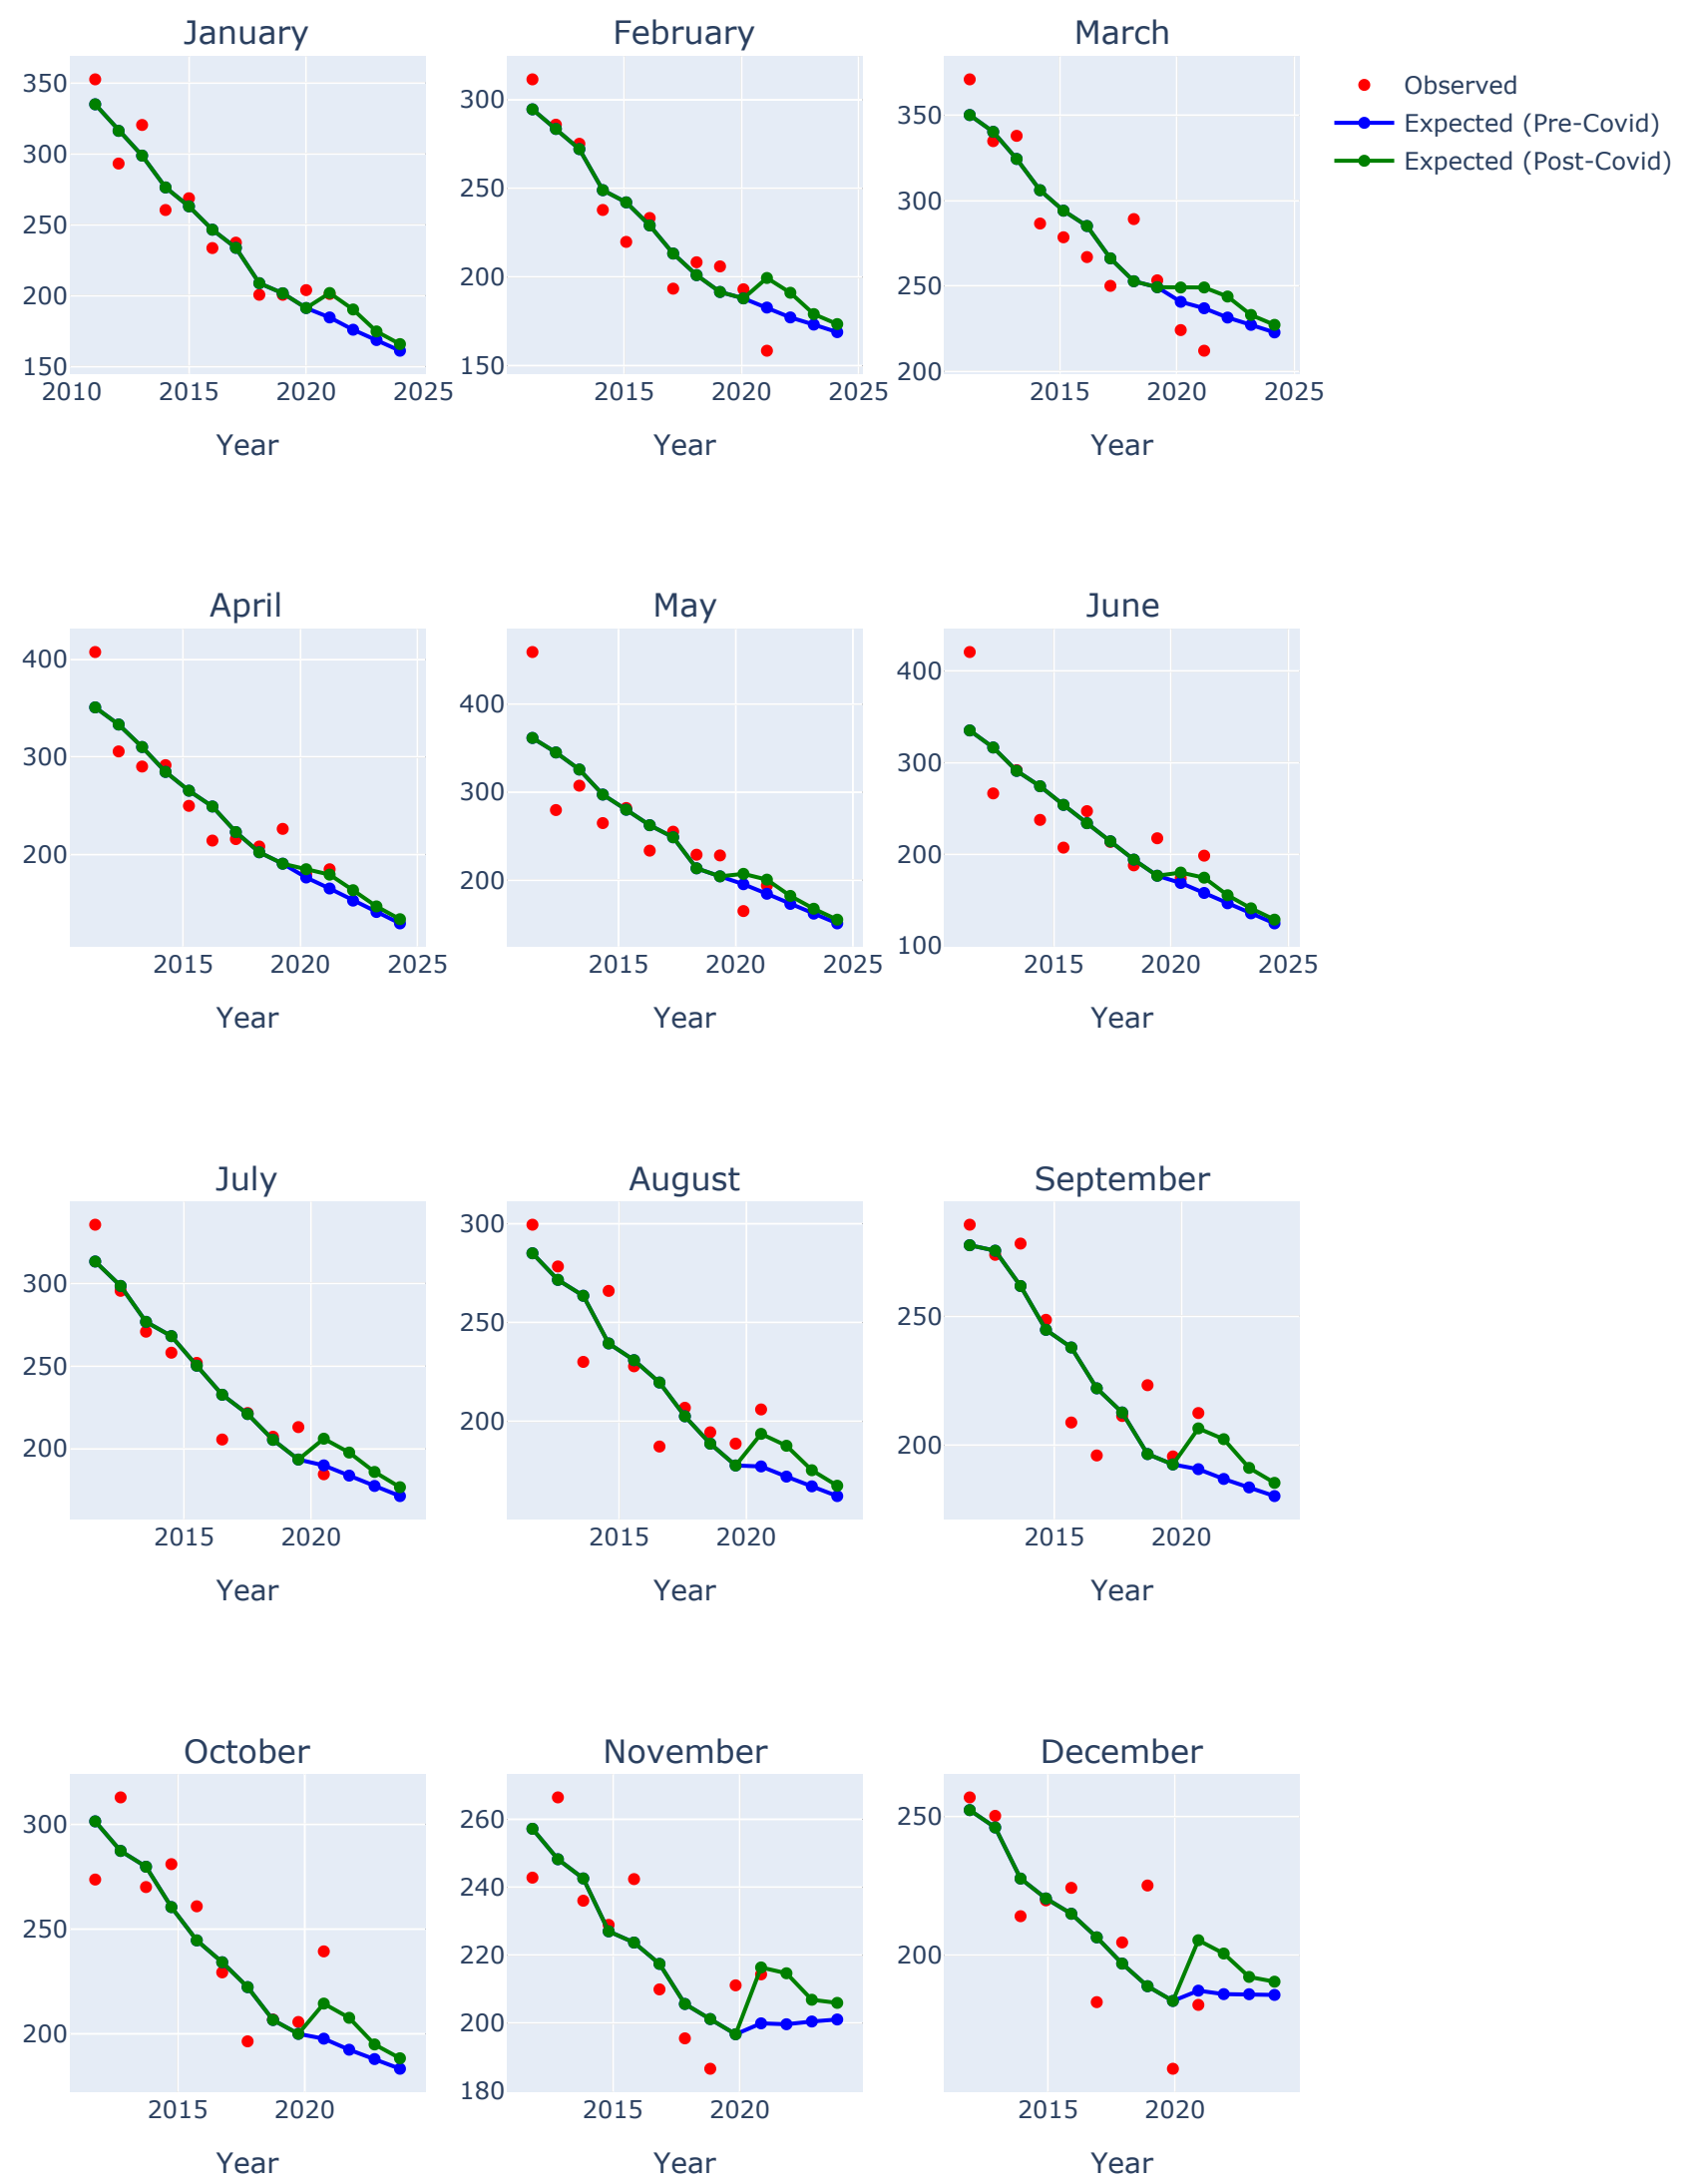 January February March
350
300
250
200
150
2010 2015 2020 2025
Year
300
250
200
150
2015 2020 2025
Year
350
300
250
200
2015 2020 2025
Year
Observed
Expected (Pre-Covid)
Expected (Post-Covid)
April May June
400
300
200
2015 2020 2025
Year
400
300
200
2015 2020 2025
Year
400
300
200
100
2015 2020 2025
Year
July August September
300
250
200
2015 2020
Year
300
250
200
2015 2020
Year
250
200
2015 2020
Year
October November December
300
250
200
2015 2020
Year
260
240
220
200
180
2015 2020
Year
250
200
2015 2020
Year